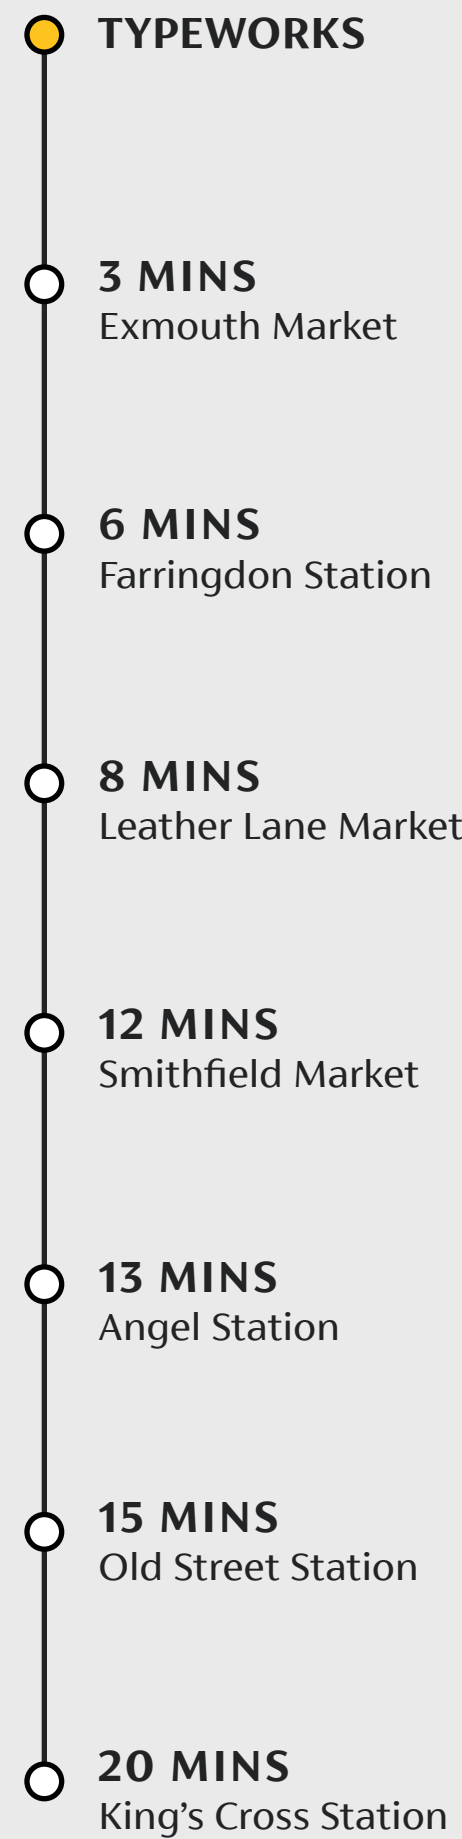 TYPEWORKS
3 MINS
Exmouth Market
6 MINS
Farringdon Station
8 MINS
Leather Lane Market
12 MINS
Smithfield Market
13 MINS
Angel Station
15 MINS
Old Street Station
20 MINS
King’s Cross Station